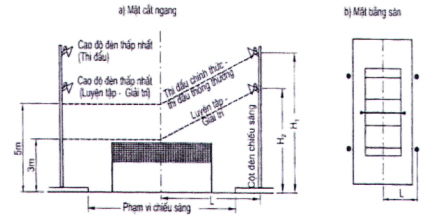 a) Mặt cắt ngang
b) Mặt bằng sân
Cao độ đèn thấp nhất
(Thi đấu)
Cao độ đèn thấp nhất
(Luyện tập - Giải trí)
Thi đấu chính thức,
thi đấu thông thường
Luyện tập -
Giải trí
Cột đèn chiếu sáng
H₂
H₁
5m
3m
L
Phạm vi chiếu sáng
L